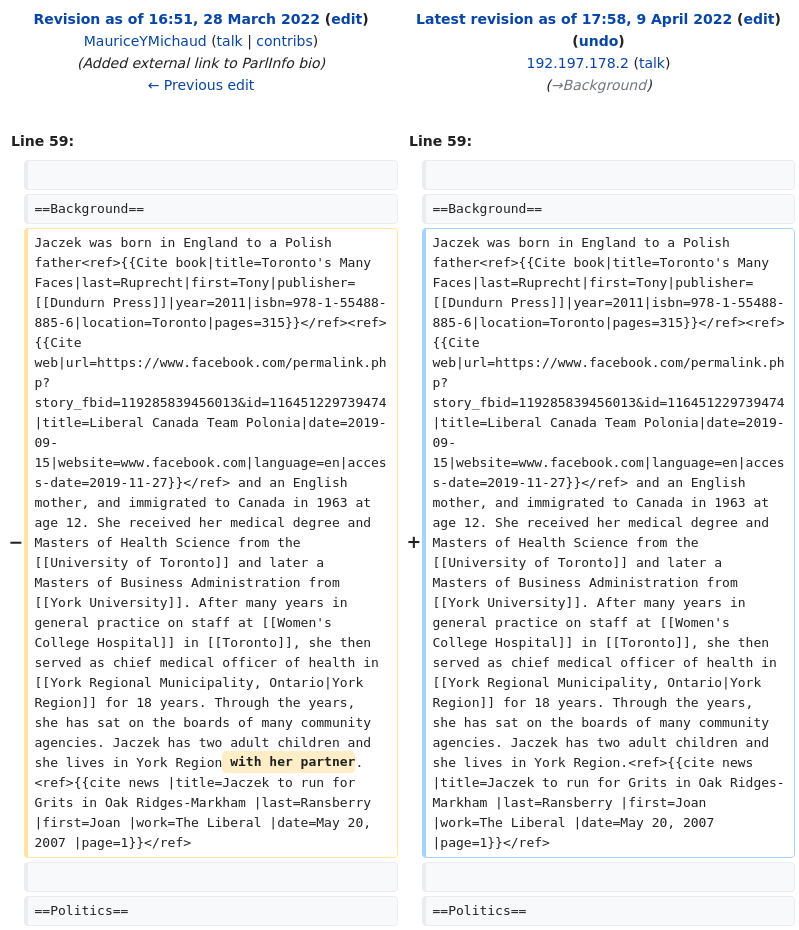 Revision as of 16:51, 28 March 2022 (edit)
MauriceYMichaud (talk | contribs)
(Added external link to ParlInfo bio)
← Previous edit
Latest revision as of 17:58, 9 April 2022 (edit)
(undo)
192.197.178.2 (talk)
(→Background)
Line 59:
==Background==
−
Jaczek was born in England to a Polish
father<ref>{{Cite book|title=Toronto's Many
Faces|last=Ruprecht|first=Tony|publisher=
[[Dundurn Press]]|year=2011|isbn=978-1-55488-
885-6|location=Toronto|pages=315}}</ref><ref>
{{Cite
web|url=https://www.facebook.com/permalink.ph
p?
story_fbid=119285839456013&id=116451229739474
|title=Liberal Canada Team Polonia|date=2019-
09-
15|website=www.facebook.com|language=en|acces
s-date=2019-11-27}}</ref> and an English
mother, and immigrated to Canada in 1963 at
age 12. She received her medical degree and
Masters of Health Science from the
[[University of Toronto]] and later a
Masters of Business Administration from
[[York University]]. After many years in
general practice on staff at [[Women's
College Hospital]] in [[Toronto]], she then
served as chief medical officer of health in
[[York Regional Municipality, Ontario|York
Region]] for 18 years. Through the years,
she has sat on the boards of many community
agencies. Jaczek has two adult children and
she lives in York Region with her partner.
<ref>{{cite news |title=Jaczek to run for
Grits in Oak Ridges-Markham |last=Ransberry
|first=Joan |work=The Liberal |date=May 20,
2007 |page=1}}</ref>
==Politics==
Line 59:
==Background==
+
Jaczek was born in England to a Polish
father<ref>{{Cite book|title=Toronto's Many
Faces|last=Ruprecht|first=Tony|publisher=
[[Dundurn Press]]|year=2011|isbn=978-1-55488-
885-6|location=Toronto|pages=315}}</ref><ref>
{{Cite
web|url=https://www.facebook.com/permalink.ph
p?
story_fbid=119285839456013&id=116451229739474
|title=Liberal Canada Team Polonia|date=2019-
09-
15|website=www.facebook.com|language=en|acces
s-date=2019-11-27}}</ref> and an English
mother, and immigrated to Canada in 1963 at
age 12. She received her medical degree and
Masters of Health Science from the
[[University of Toronto]] and later a
Masters of Business Administration from
[[York University]]. After many years in
general practice on staff at [[Women's
College Hospital]] in [[Toronto]], she then
served as chief medical officer of health in
[[York Regional Municipality, Ontario|York
Region]] for 18 years. Through the years,
she has sat on the boards of many community
agencies. Jaczek has two adult children and
she lives in York Region.<ref>{{cite news
|title=Jaczek to run for Grits in Oak Ridges-
Markham |last=Ransberry |first=Joan
|work=The Liberal |date=May 20, 2007
|page=1}}</ref>
==Politics==